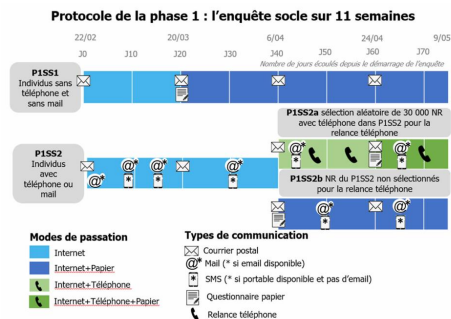 Protocole de la phase 1 : l'enquête socle sur 11 semaines
22/02 20/03 6/04 24/04 9/05
J0 J10 J20 J30 J40 J50 J60 J70
Nombre de jours écoulés depuis le démarrage de l'enquête
P1SS1
Individus sans
téléphone et
sans mail
P1SS2a sélection aléatoire de 30 000 NR
avec téléphone dans P1SS2 pour la
relance téléphone
P1SS2
Individus
avec
téléphone ou
mail
P1SS2b NR du P1SS2 non sélectionnés
pour la relance téléphone
Modes de passation
Internet
Internet+Papier
Internet+Téléphone
Internet+Téléphone+Papier
Types de communication
Courrier postal
Mail (* si email disponible)
SMS (* si portable disponible et pas d'email)
Questionnaire papier
Relance téléphone